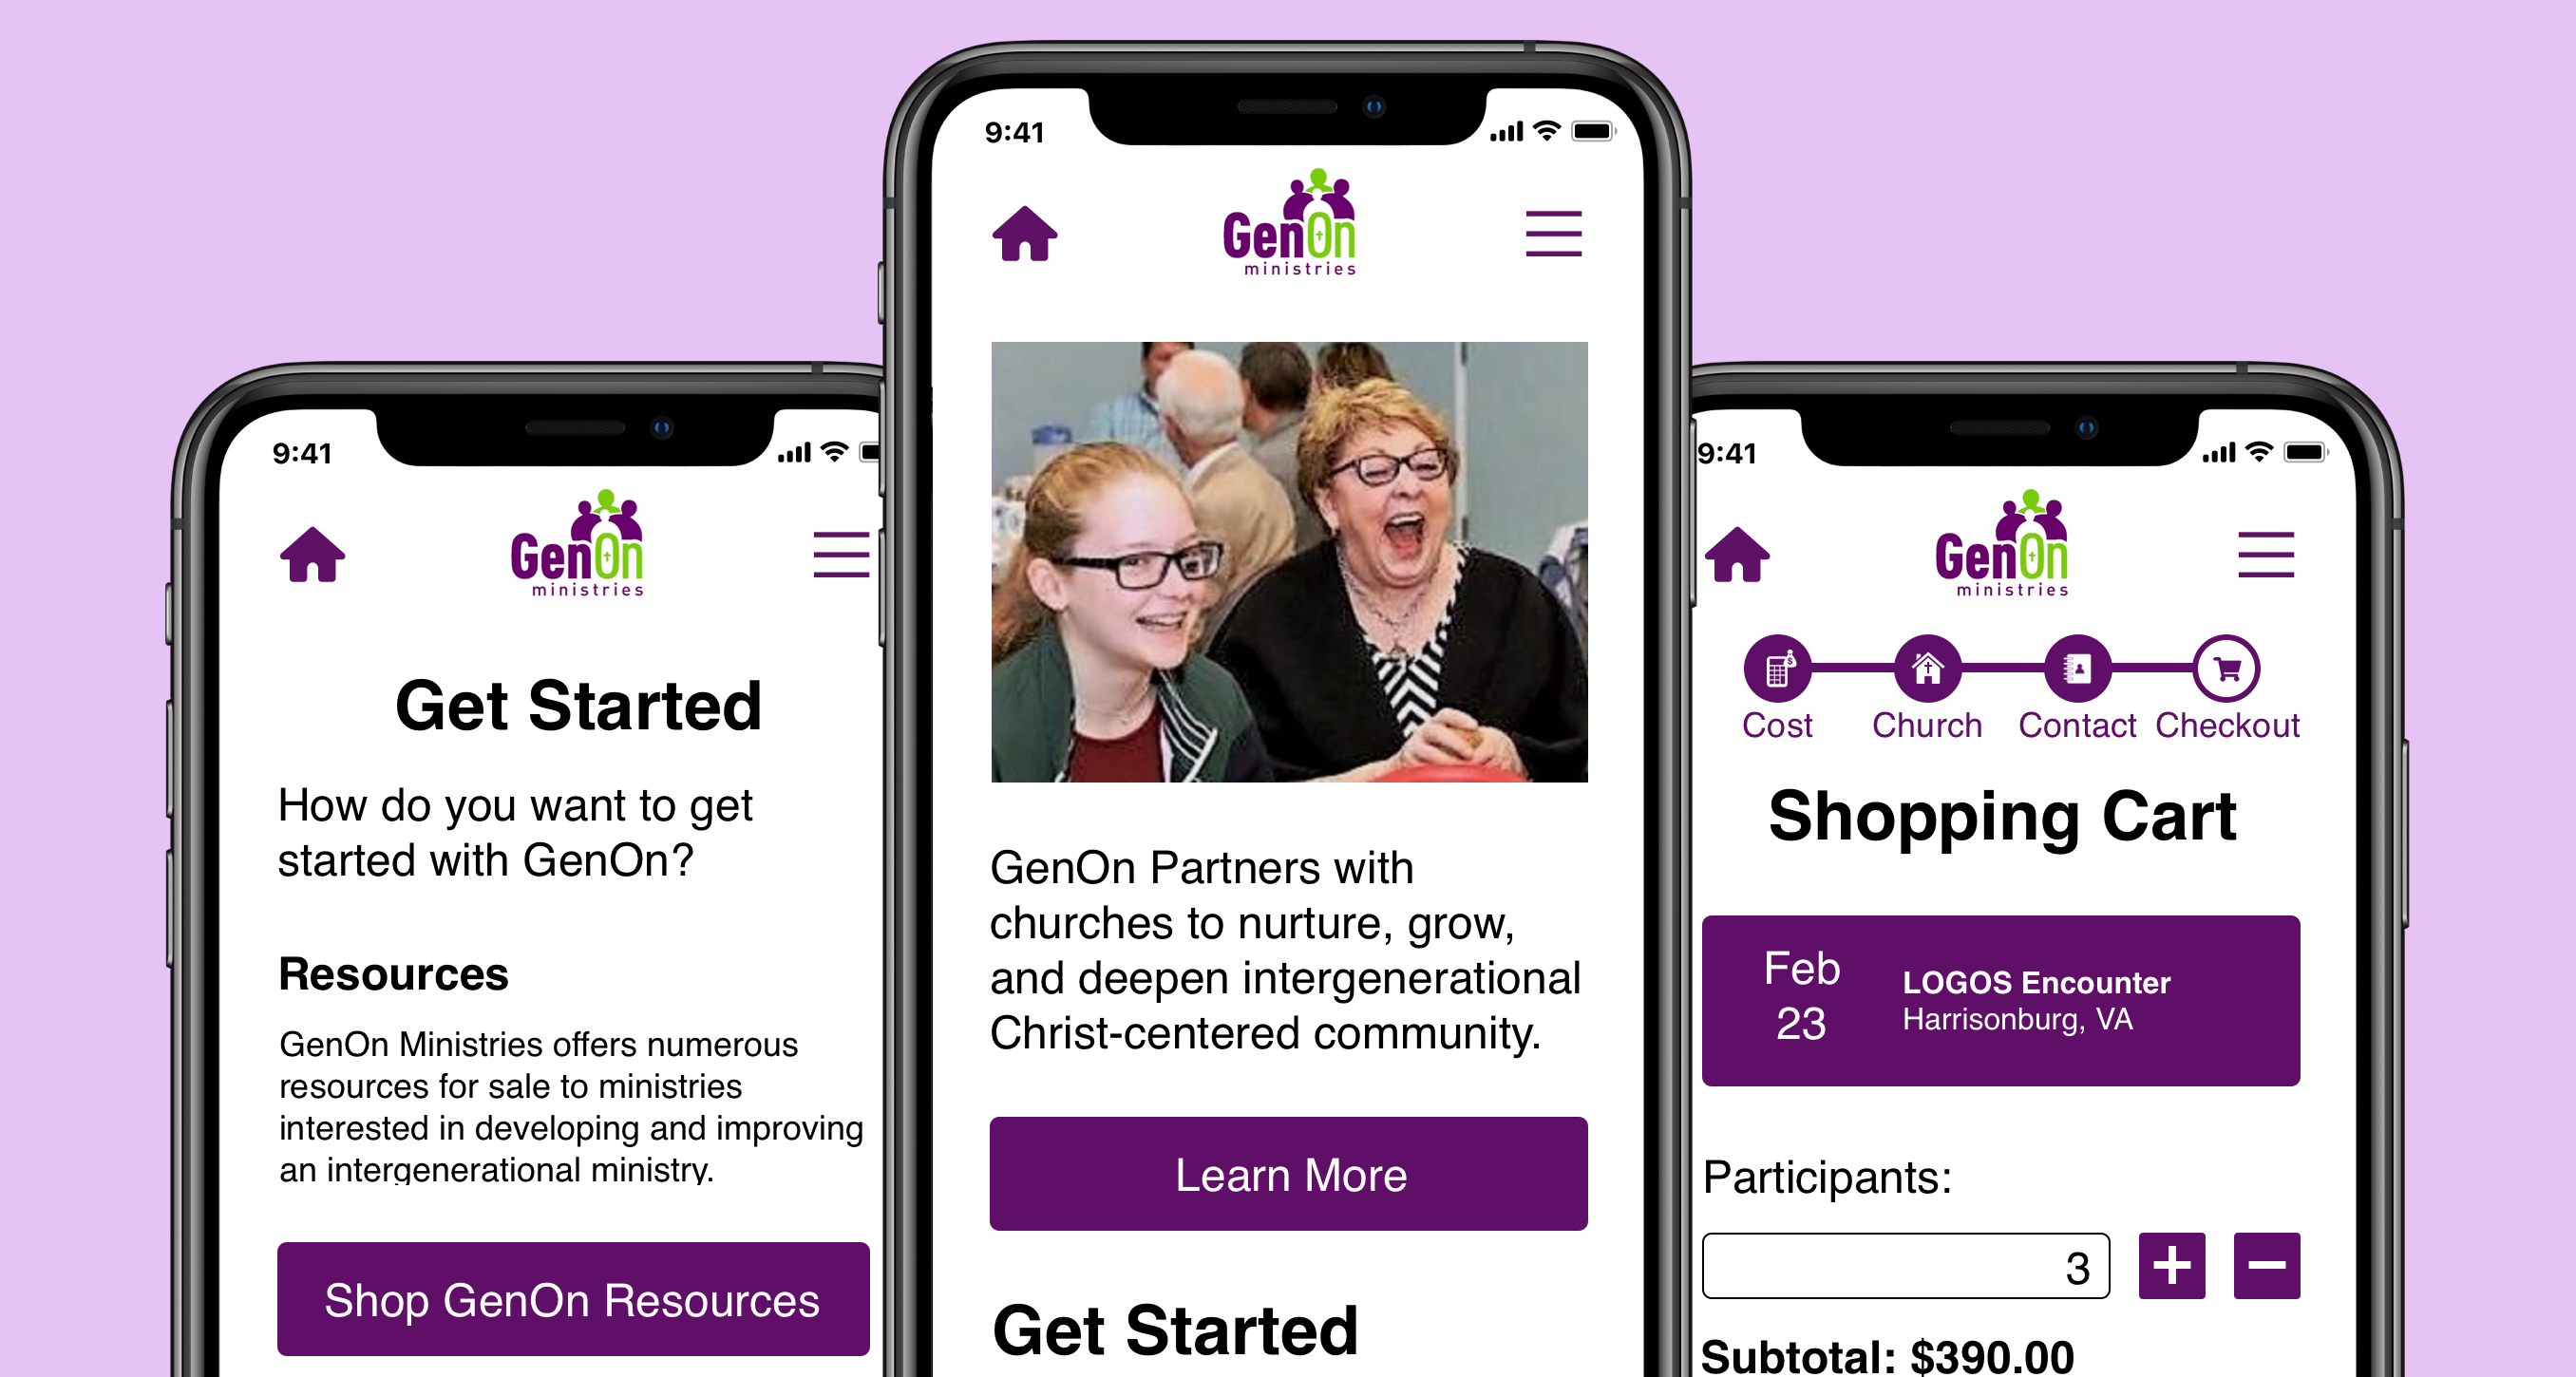 9:41
GenOn
ministries
Get Started
How do you want to get
started with GenOn?
Resources
GenOn Ministries offers numerous
resources for sale to ministries
interested in developing and improving
an intergenerational ministry.
Shop GenOn Resources
9:41
GenOn
ministries
GenOn Partners with
churches to nurture, grow,
and deepen intergenerational
Christ-centered community.
Learn More
Get Started
9:41
GenOn
ministries
Cost Church Contact Checkout
Shopping Cart
Feb
23
LOGOS Encounter
Harrisonburg, VA
Participants:
3
Subtotal: $390.00